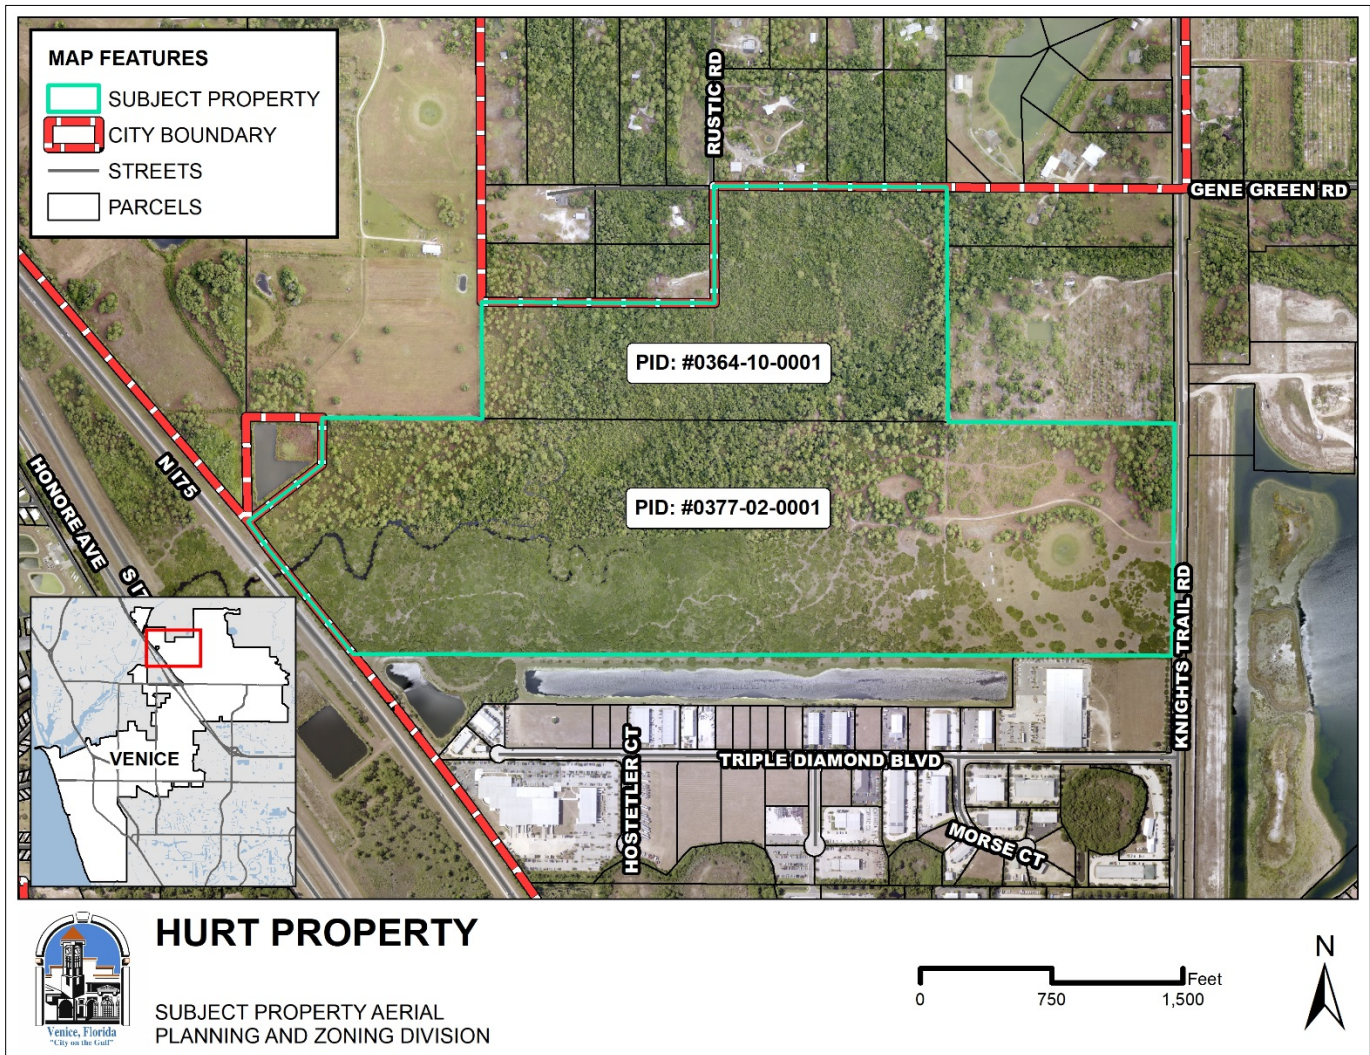 MAP FEATURES
SUBJECT PROPERTY
CITY BOUNDARY
STREETS
PARCELS
RUSTIC RD
GENE GREEN RD
PID: #0364-10-0001
N I75
HONORE AVE
PID: #0377-02-0001
KNIGHTS TRAIL RD
VENICE
TRIPLE DIAMOND BLVD
HOSTETLER CT
MORSE CT
HURT PROPERTY
SUBJECT PROPERTY AERIAL
PLANNING AND ZONING DIVISION
Venice, Florida
"City on the Gulf"
Feet
0 750 1,500
N